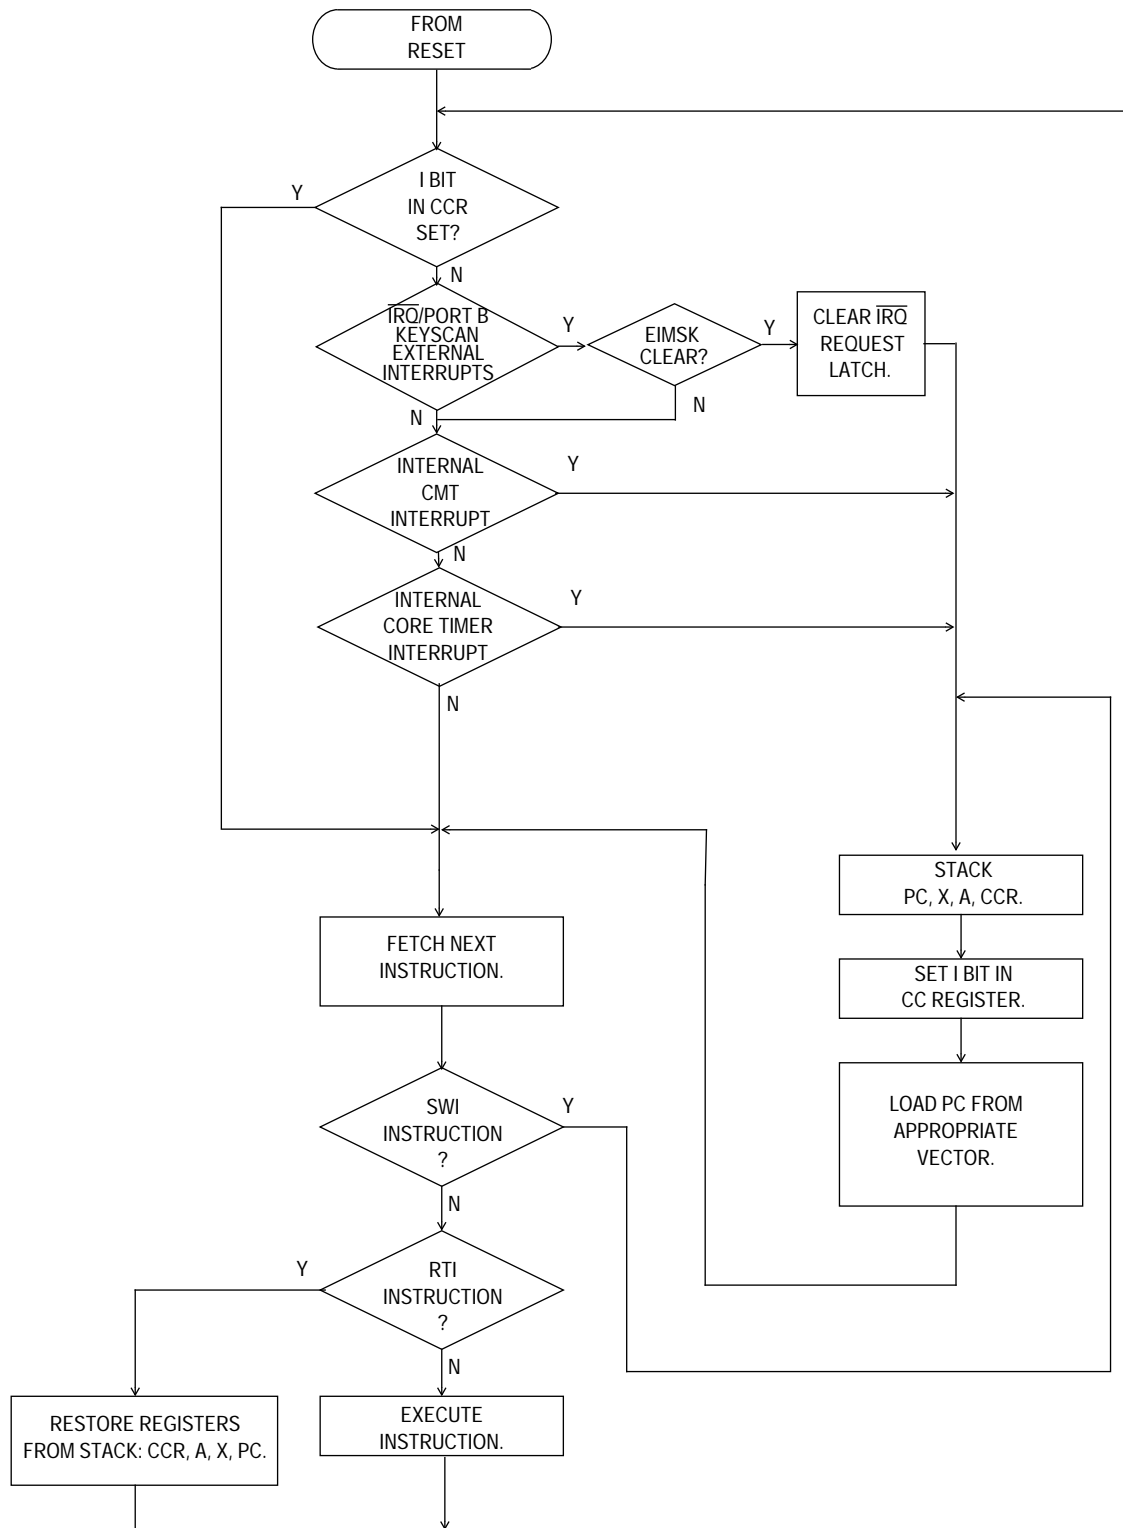 FROM
RESET
I BIT
IN CCR
SET?
Y
N
IRQ/PORT B
KEYSCAN
EXTERNAL
INTERRUPTS
Y
N
EIMSK
CLEAR?
Y
N
CLEAR IRQ
REQUEST
LATCH.
INTERNAL
CMT
INTERRUPT
Y
N
INTERNAL
CORE TIMER
INTERRUPT
Y
N
STACK
PC, X, A, CCR.
SET I BIT IN
CC REGISTER.
LOAD PC FROM
APPROPRIATE
VECTOR.
FETCH NEXT
INSTRUCTION.
SWI
INSTRUCTION
?
Y
N
RTI
INSTRUCTION
?
Y
N
RESTORE REGISTERS
FROM STACK: CCR, A, X, PC.
EXECUTE
INSTRUCTION.